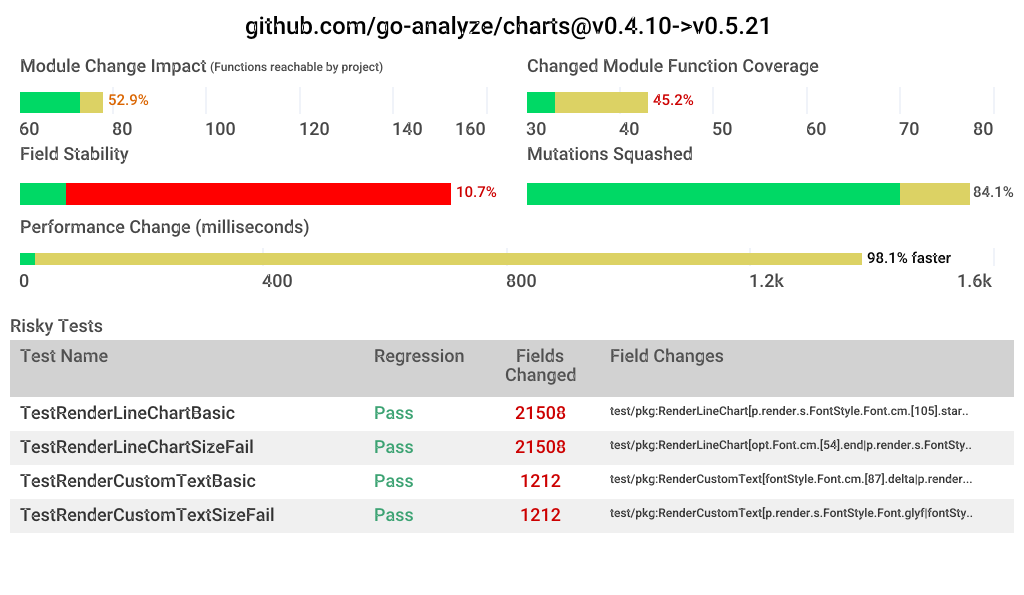 github.com/go-analyze/charts@v0.4.10->v0.5.21
Module Change Impact (Functions reachable by project)
52.9%
60 80 100 120 140 160
Changed Module Function Coverage
45.2%
30 40 50 60 70 80
Field Stability
10.7%
Mutations Squashed
84.1%
Performance Change (milliseconds)
98.1% faster
0 400 800 1.2k 1.6k
Risky Tests
Test Name Regression Fields Changed Field Changes
TestRenderLineChartBasic Pass 21508 test/pkg:RenderLineChart[p.render.s.FontStyle.Font.cm.[105].star..
TestRenderLineChartSizeFail Pass 21508 test/pkg:RenderLineChart[opt.Font.cm.[54].end|p.render.s.FontSty..
TestRenderCustomTextBasic Pass 1212 test/pkg:RenderCustomText[fontStyle.Font.cm.[87].delta|p.render...
TestRenderCustomTextSizeFail Pass 1212 test/pkg:RenderCustomText[p.render.s.FontStyle.Font.glyf|fontSty..